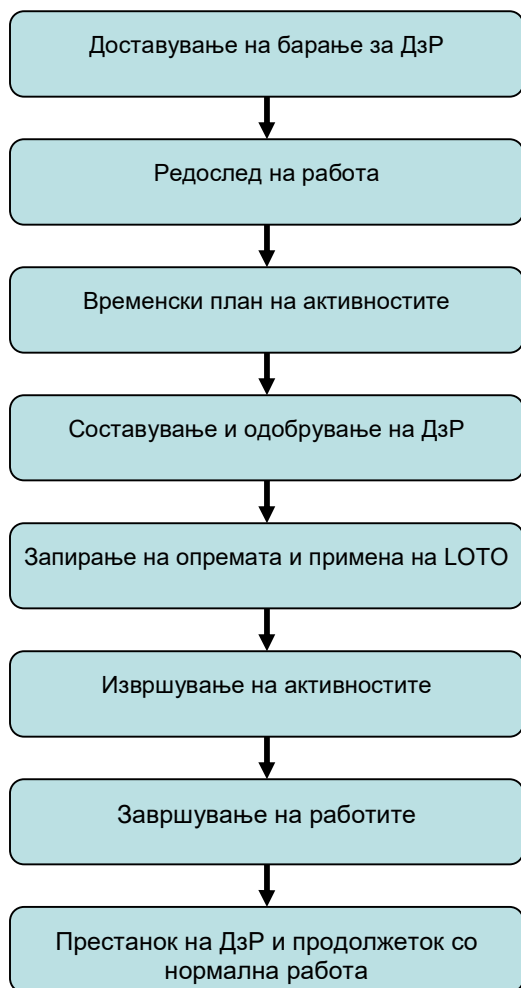 Доставување на барање за ДзР
Редослед на работа
Временски план на активностите
Составување и одобрување на ДзР
Запирање на опремата и примена на LOTO
Извршување на активностите
Завршување на работите
Престанок на ДзР и продолжеток со
нормална работа